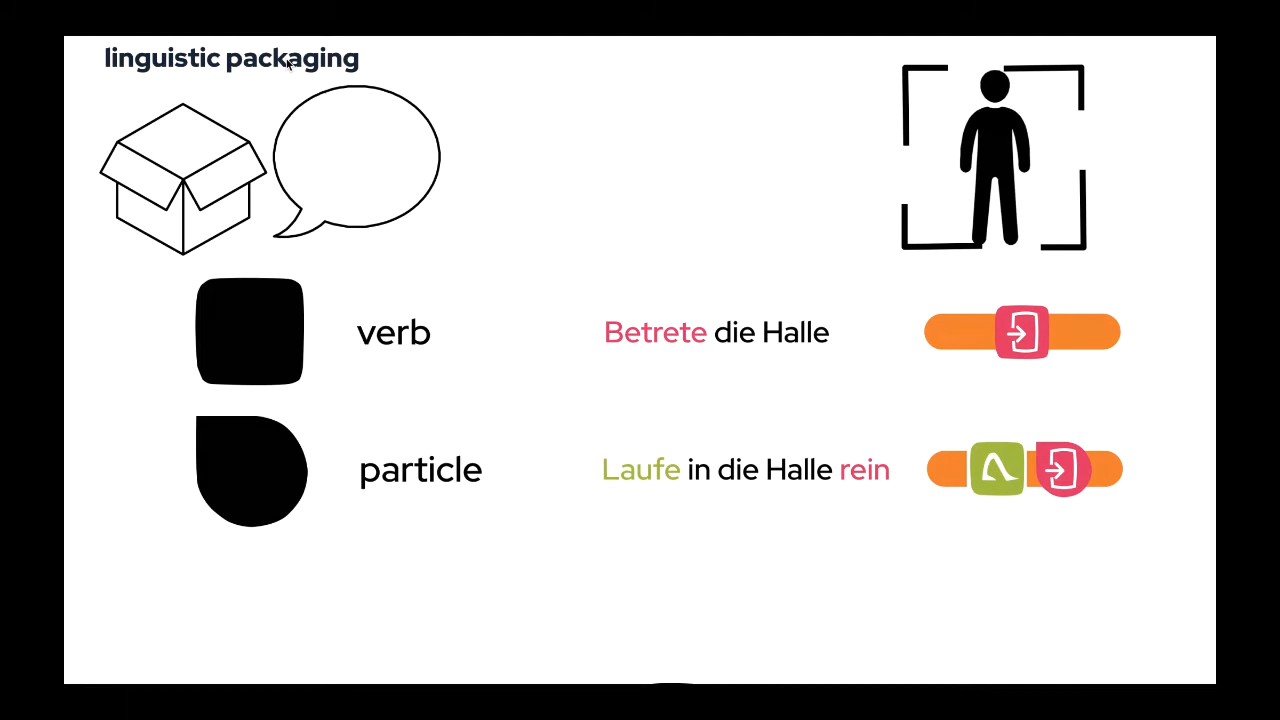 linguistic packaging
verb
Betrete die Halle
particle
Laufe in die Halle rein